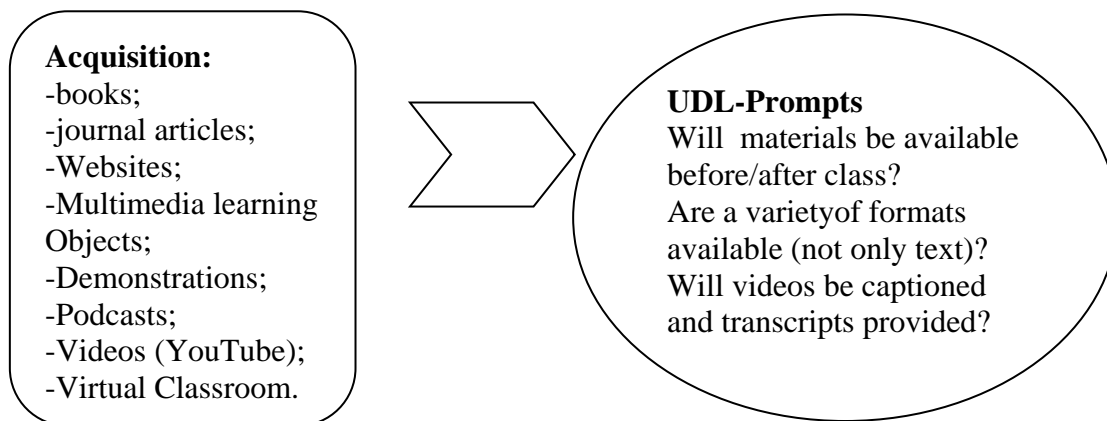 Acquisition:
-books;
-journal articles;
-Websites;
-Multimedia learning
Objects;
-Demonstrations;
-Podcasts;
-Videos (YouTube);
-Virtual Classroom.
UDL-Prompts
Will  materials be available
before/after class?
Are a varietyof formats
available (not only text)?
Will videos be captioned
and transcripts provided?